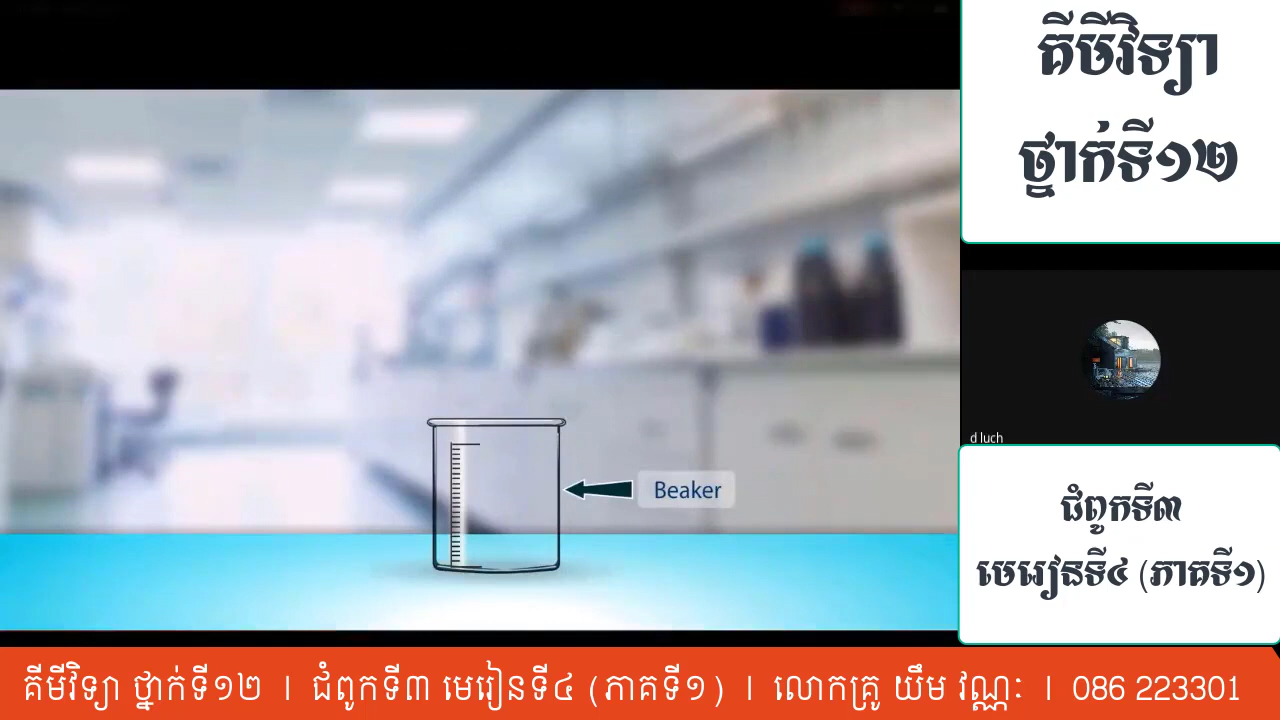 គីមីវិទ្យា
ថ្នាក់ទី១២
Beaker
d luch
ជំពូកទី៣
មេរៀនទី៤ (ភាគទី១)
គីមីវិទ្យា ថ្នាក់ទី១២ | ជំពូកទី៣ មេរៀនទី៤ (ភាគទី១) | លោកគ្រូ យឹម វណ្ណៈ | 086 223301